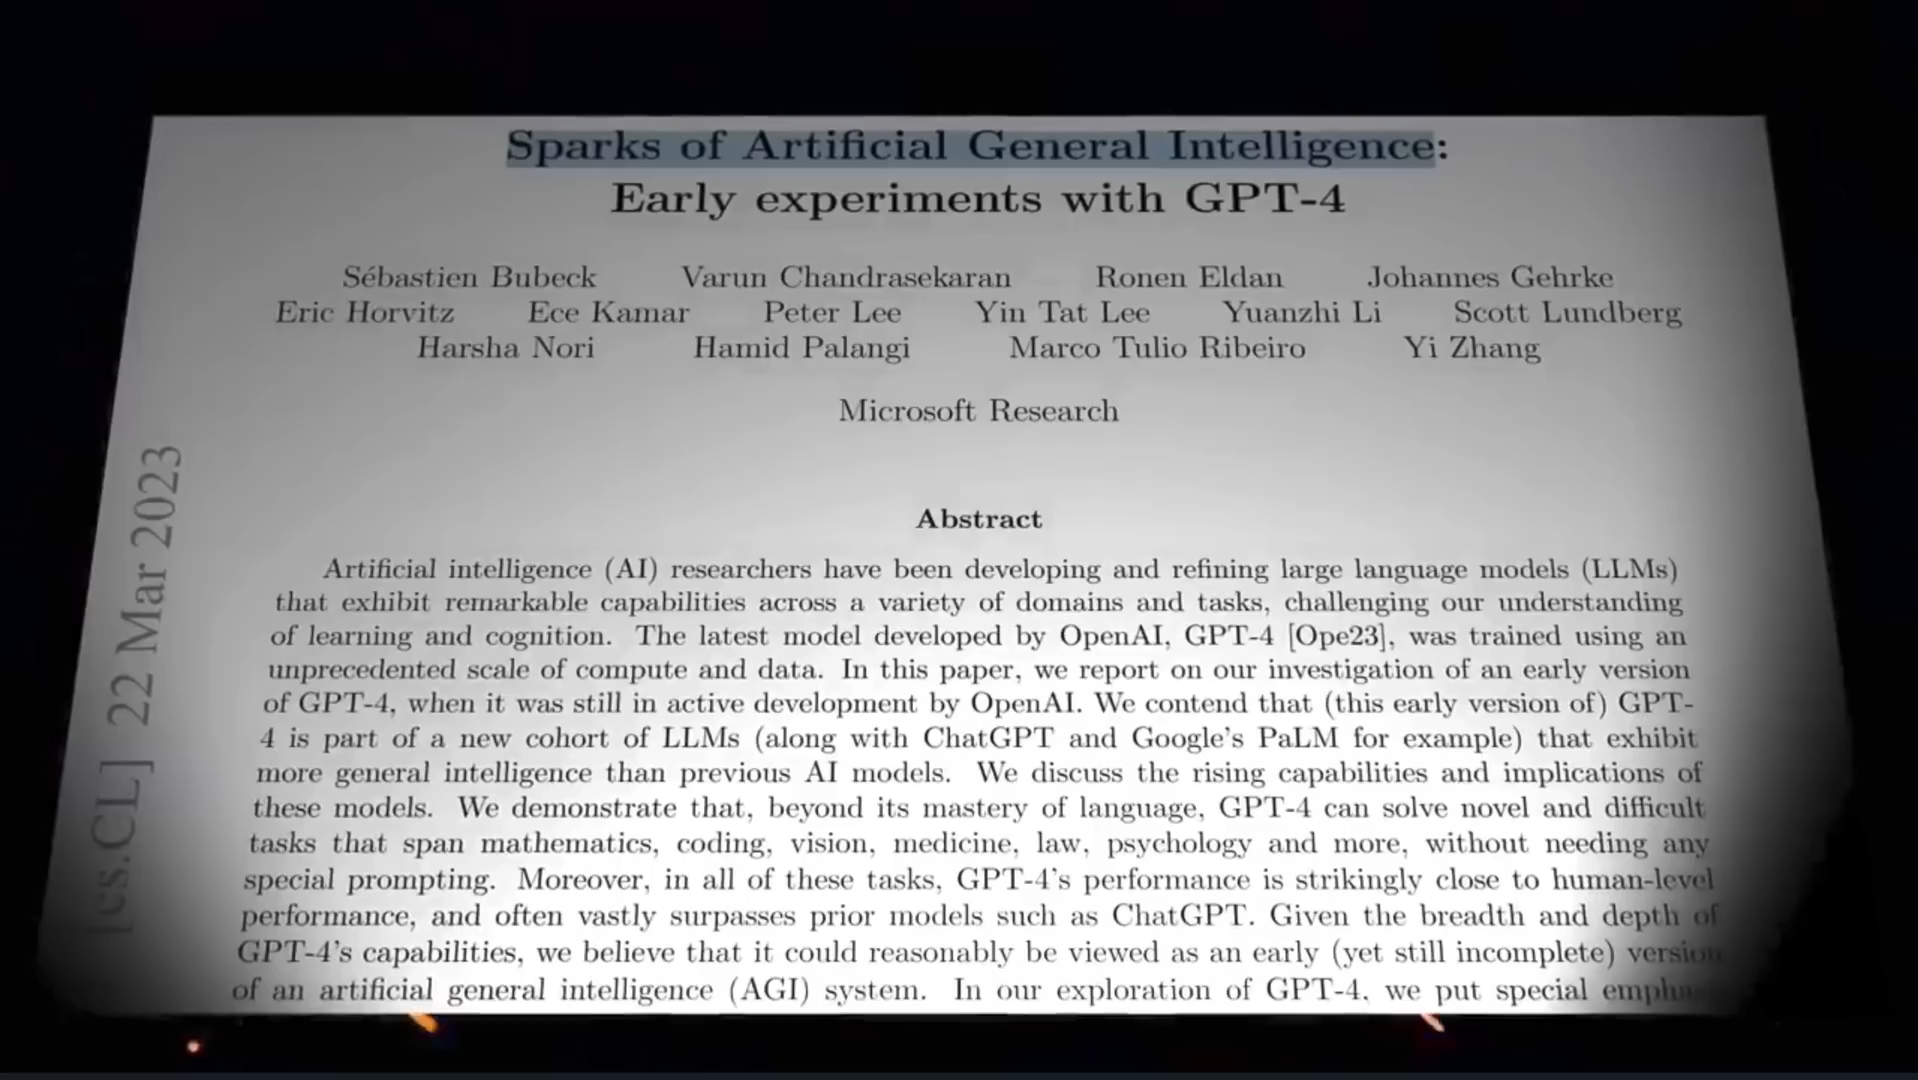 Sparks of Artificial General Intelligence:
Early experiments with GPT-4
Sébastien Bubeck Varun Chandrasekaran Ronen Eldan Johannes Gehrke
Eric Horvitz Ece Kamar Peter Lee Yin Tat Lee Yuanzhi Li Scott Lundberg
Harsha Nori Hamid Palangi Marco Tulio Ribeiro Yi Zhang
Microsoft Research
Abstract
Artificial intelligence (AI) researchers have been developing and refining large language models (LLMs)
that exhibit remarkable capabilities across a variety of domains and tasks, challenging our understanding
of learning and cognition. The latest model developed by OpenAI, GPT-4 [Ope23], was trained using an
unprecedented scale of compute and data. In this paper, we report on our investigation of an early version
of GPT-4, when it was still in active development by OpenAI. We contend that (this early version of) GPT-
4 is part of a new cohort of LLMs (along with ChatGPT and Google's PaLM for example) that exhibit
more general intelligence than previous AI models. We discuss the rising capabilities and implications of
these models. We demonstrate that, beyond its mastery of language, GPT-4 can solve novel and difficult
tasks that span mathematics, coding, vision, medicine, law, psychology and more, without needing any
special prompting. Moreover, in all of these tasks, GPT-4's performance is strikingly close to human-level
performance, and often vastly surpasses prior models such as ChatGPT. Given the breadth and depth of
GPT-4's capabilities, we believe that it could reasonably be viewed as an early (yet still incomplete) version
of an artificial general intelligence (AGI) system. In our exploration of GPT-4, we put special
[cs.CL] 22 Mar 2023